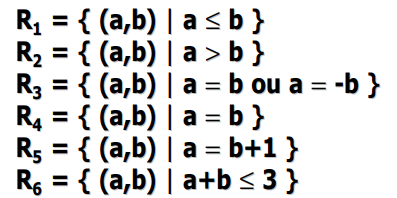 R₁ = { (a,b) | a ≤ b }
R₂ = { (a,b) | a > b }
R₃ = { (a,b) | a = b ou a = -b }
R₄ = { (a,b) | a = b }
R₅ = { (a,b) | a = b+1 }
R₆ = { (a,b) | a+b ≤ 3 }